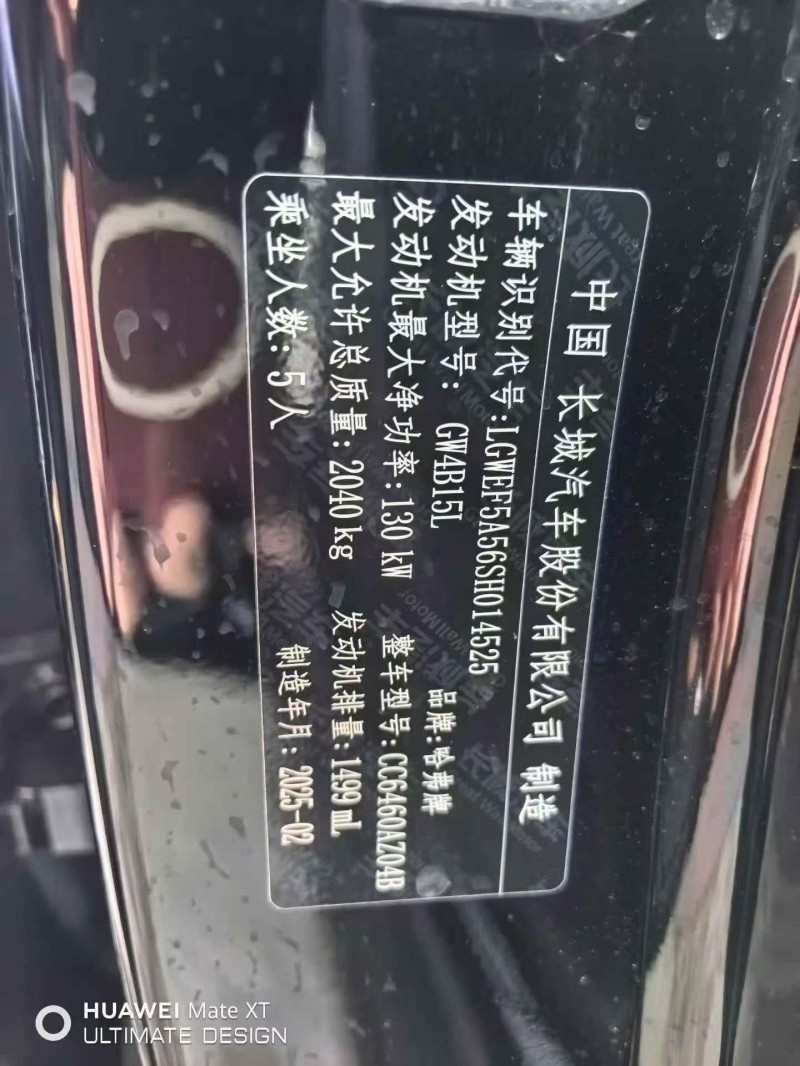 中国 长城汽车股份有限公司 制造
车辆识别代号:LGWEF5A56SH014525
发动机型号: GW4B15L 品牌:哈弗牌
发动机最大净功率:130 kW 整车型号:CC6460AZ04B
最大允许总质量:2040 kg 发动机排量:1499 mL
乘坐人数:5人 制造年月:2025-02
HUAWEI Mate XT
ULTIMATE DESIGN